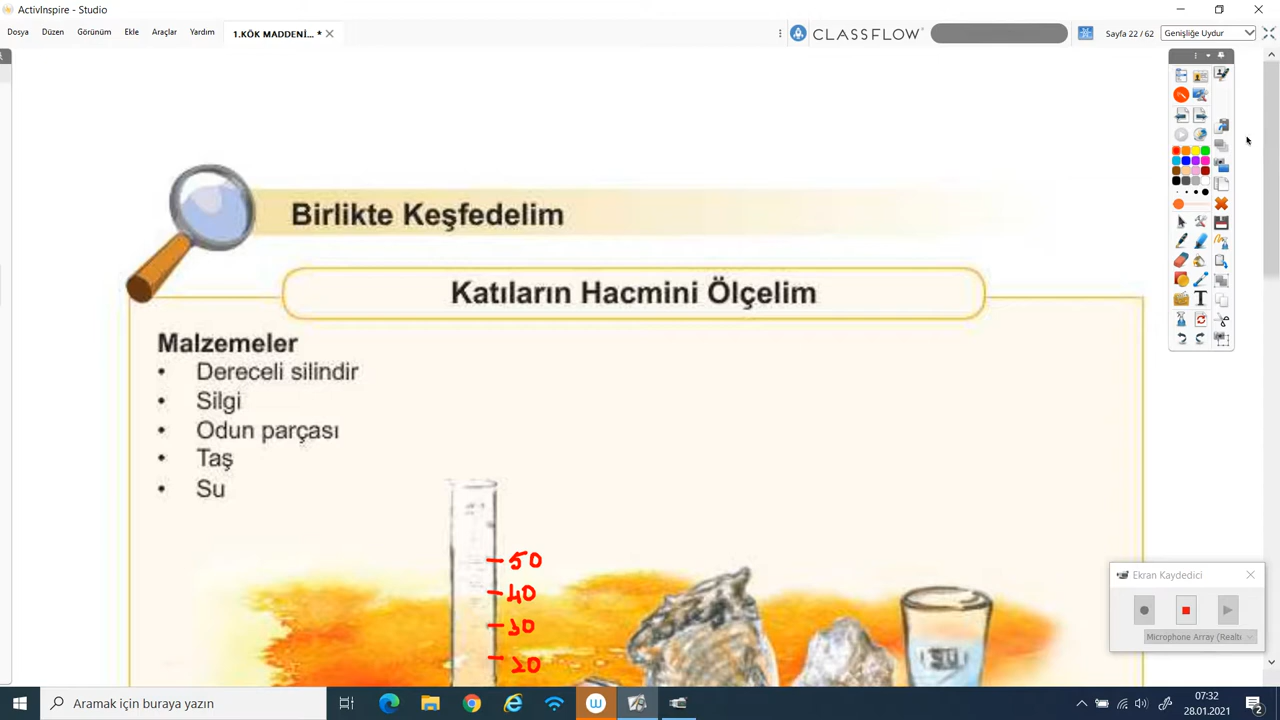 ActivInspire - Studio
Dosya Düzen Görünüm Ekle Araçlar Yardım 1.KÖK MADDENİ... *
CLASSFLOW
Sayfa 22 / 62 Genişliğe Uydur
Birlikte Keşfedelim
Katıların Hacmini Ölçelim
Malzemeler
• Dereceli silindir
• Silgi
• Odun parçası
• Taş
• Su
50
40
30
20
SU
Ekran Kaydedici
Microphone Array (Realte
Aramak için buraya yazın
07:32
28.01.2021
2